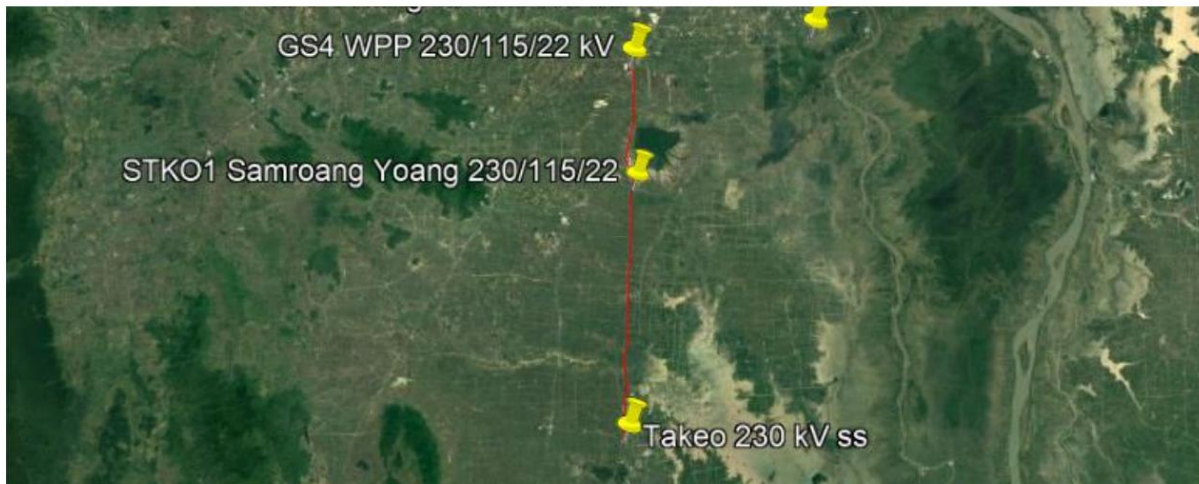 GS4 WPP 230/115/22 kV
STKO1 Samroang Yoang 230/115/22
Takeo 230 kV ss